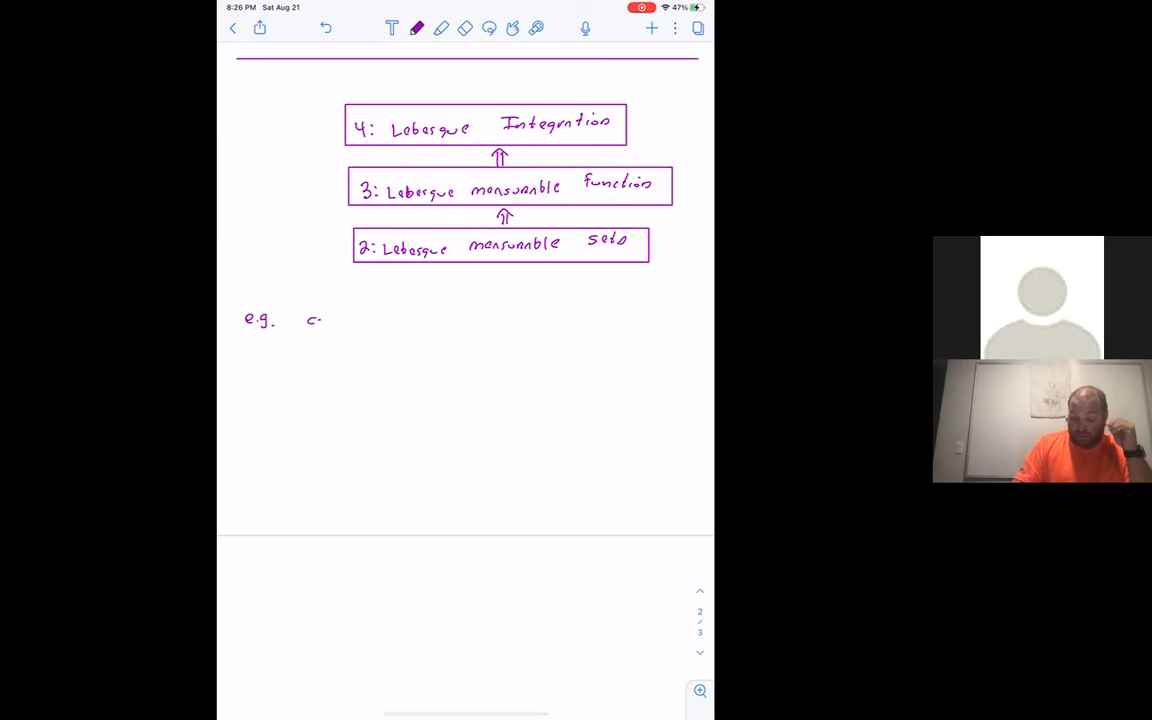 8:26 PM Sat Aug 21
47%
T
4: Lebesgue Integration
3: Lebesgue measurable function
2: Lebesgue measurable sets
e.g. c
2
/
3